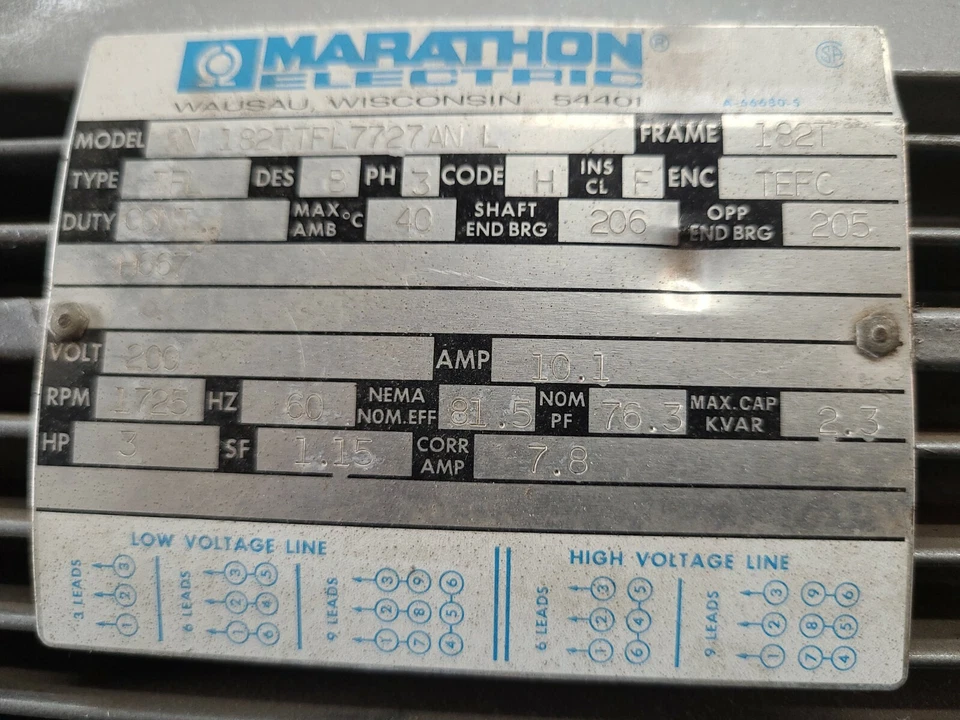 MARATHON ®
ELECTRIC
WAUSAU, WISCONSIN 54401 A-66680-5
MODEL 182TTFL7727AN L FRAME 182T
TYPE DES B PH 3 CODE H INS CL F ENC TEFC
DUTY MAX. AMB °C 40 SHAFT END BRG 206 OPP END BRG 205
H667
VOLT AMP 10.1
RPM 1725 HZ 60 NEMA NOM.EFF 81.5 NOM PF 76.3 MAX.CAP KVAR 2.3
HP 3 SF 1.15 CORR AMP 7.8
LOW VOLTAGE LINE
3 LEADS
3
2
1
6 LEADS
3 5
2 4
1 6
9 LEADS
3 9 6
2 8 5
1 7 4
HIGH VOLTAGE LINE
6 LEADS
3 5
2 4
1 6
9 LEADS
3 9 6
2 8 5
1 7 4